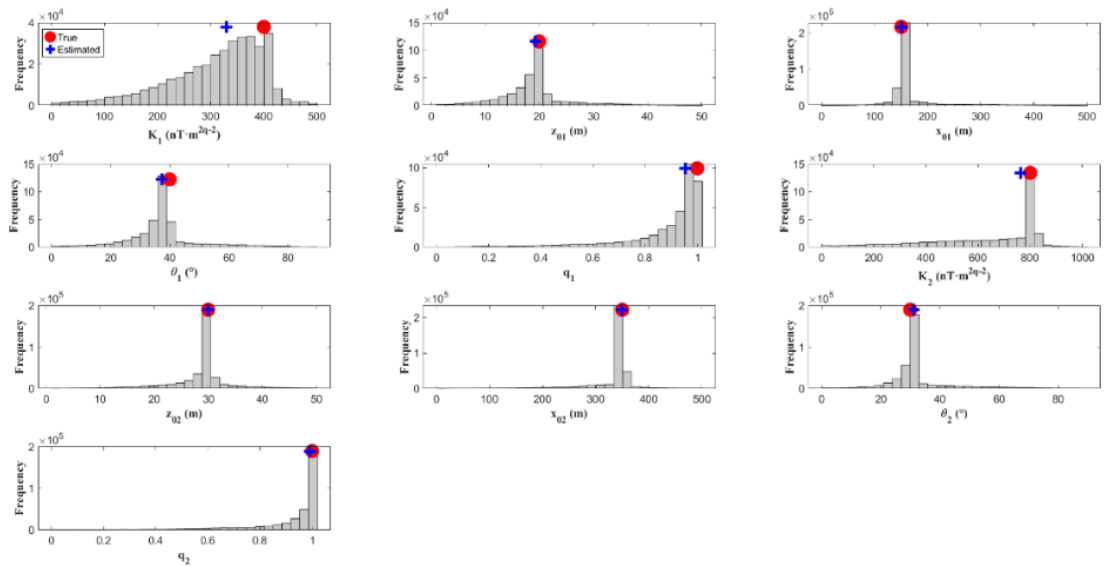 ×10⁴
4
2
0
Frequency
True
Estimated
0 100 200 300 400 500
K₁ (nT·m²q⁻²)
×10⁴
15
10
5
0
Frequency
0 10 20 30 40 50
z₀₁ (m)
×10⁵
2
1
0
Frequency
0 100 200 300 400 500
x₀₁ (m)
×10⁴
15
10
5
0
Frequency
0 20 40 60 80
θ₁ (°)
×10⁴
10
5
0
Frequency
0 0.2 0.4 0.6 0.8 1
q₁
×10⁴
15
10
5
0
Frequency
0 200 400 600 800 1000
K₂ (nT·m²q⁻²)
×10⁵
2
1
0
Frequency
0 10 20 30 40 50
z₀₂ (m)
×10⁵
2
1
0
Frequency
0 100 200 300 400 500
x₀₂ (m)
×10⁵
2
1
0
Frequency
0 20 40 60 80
θ₂ (°)
×10⁵
2
1
0
Frequency
0 0.2 0.4 0.6 0.8 1
q₂